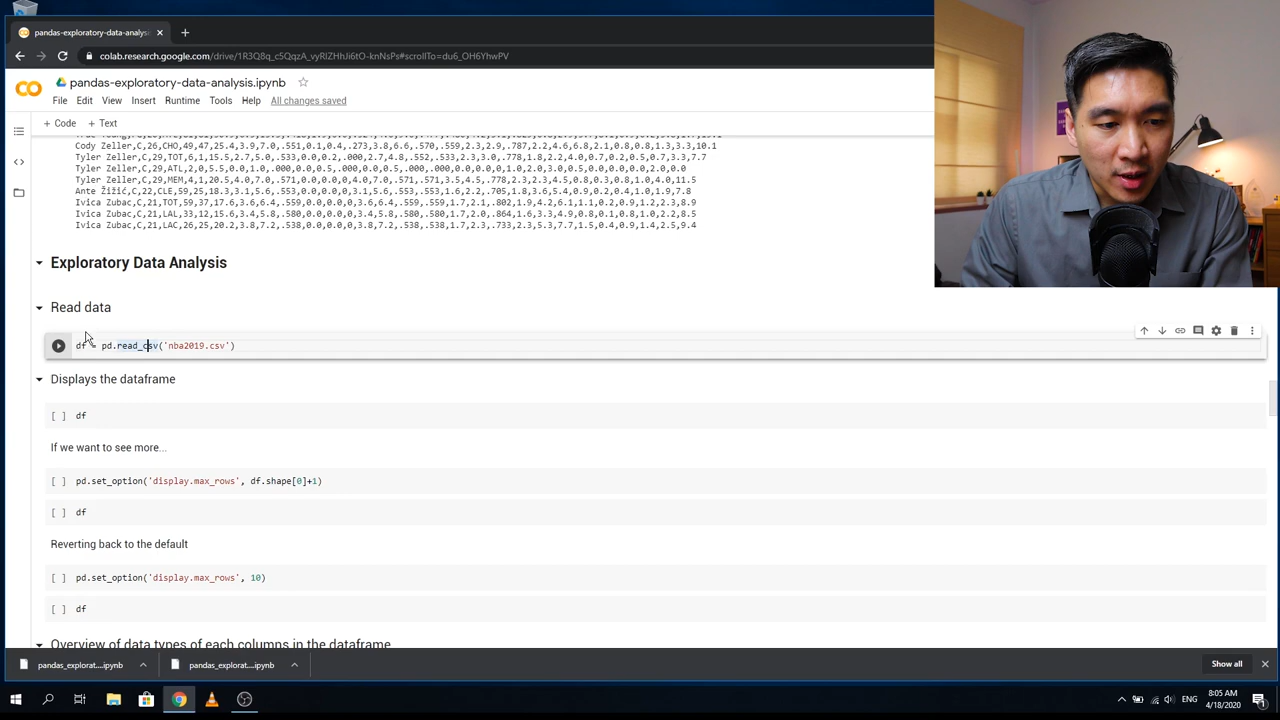 pandas-exploratory-data-analysis
colab.research.google.com/drive/1R3Q8q_c5QqzA_vyRIZHhJi6tO-knNsPs#scrollTo=du6_OH6YhwPV
pandas-exploratory-data-analysis.ipynb
File Edit View Insert Runtime Tools Help All changes saved
+ Code + Text
Cody Zeller,C,26,CHO,49,47,25.4,3.9,7.0,.551,0.1,0.4,.273,3.8,6.6,.570,.559,2.3,2.9,.787,2.2,4.6,6.8,2.1,0.8,0.8,1.3,3.3,10.1
Tyler Zeller,C,29,TOT,6,1,15.5,2.7,5.0,.533,0.0,0.2,.000,2.7,4.8,.552,.533,2.3,3.0,.778,1.8,2.2,4.0,0.7,0.2,0.5,0.7,3.3,7.7
Tyler Zeller,C,29,ATL,2,0,5.5,0.0,1.0,.000,0.0,0.5,.000,0.0,0.5,.000,.000,0.0,0.0,,1.0,2.0,3.0,0.5,0.0,0.0,0.0,2.0,0.0
Tyler Zeller,C,29,MEM,4,1,20.5,4.0,7.0,.571,0.0,0.0,,4.0,7.0,.571,.571,3.5,4.5,.778,2.3,2.3,4.5,0.8,0.3,0.8,1.0,4.0,11.5
Ante Žižić,C,22,CLE,59,25,18.3,3.1,5.6,.553,0.0,0.0,,3.1,5.6,.553,.553,1.6,2.2,.705,1.8,3.6,5.4,0.9,0.2,0.4,1.0,1.9,7.8
Ivica Zubac,C,21,TOT,59,37,17.6,3.6,6.4,.559,0.0,0.0,,3.6,6.4,.559,.559,1.7,2.1,.802,1.9,4.2,6.1,1.1,0.2,0.9,1.2,2.3,8.9
Ivica Zubac,C,21,LAL,33,12,15.6,3.4,5.8,.580,0.0,0.0,,3.4,5.8,.580,.580,1.7,2.0,.864,1.6,3.3,4.9,0.8,0.1,0.8,1.0,2.2,8.5
Ivica Zubac,C,21,LAC,26,25,20.2,3.8,7.2,.538,0.0,0.0,,3.8,7.2,.538,.538,1.7,2.3,.733,2.3,5.3,7.7,1.5,0.4,0.9,1.4,2.5,9.4
Exploratory Data Analysis
Read data
df = pd.read_csv('nba2019.csv')
Displays the dataframe
[ ] df
If we want to see more...
[ ] pd.set_option('display.max_rows', df.shape[0]+1)
[ ] df
Reverting back to the default
[ ] pd.set_option('display.max_rows', 10)
[ ] df
Overview of data types of each columns in the dataframe
pandas_explorat....ipynb pandas_explorat....ipynb Show all
ENG 8:05 AM
4/18/2020